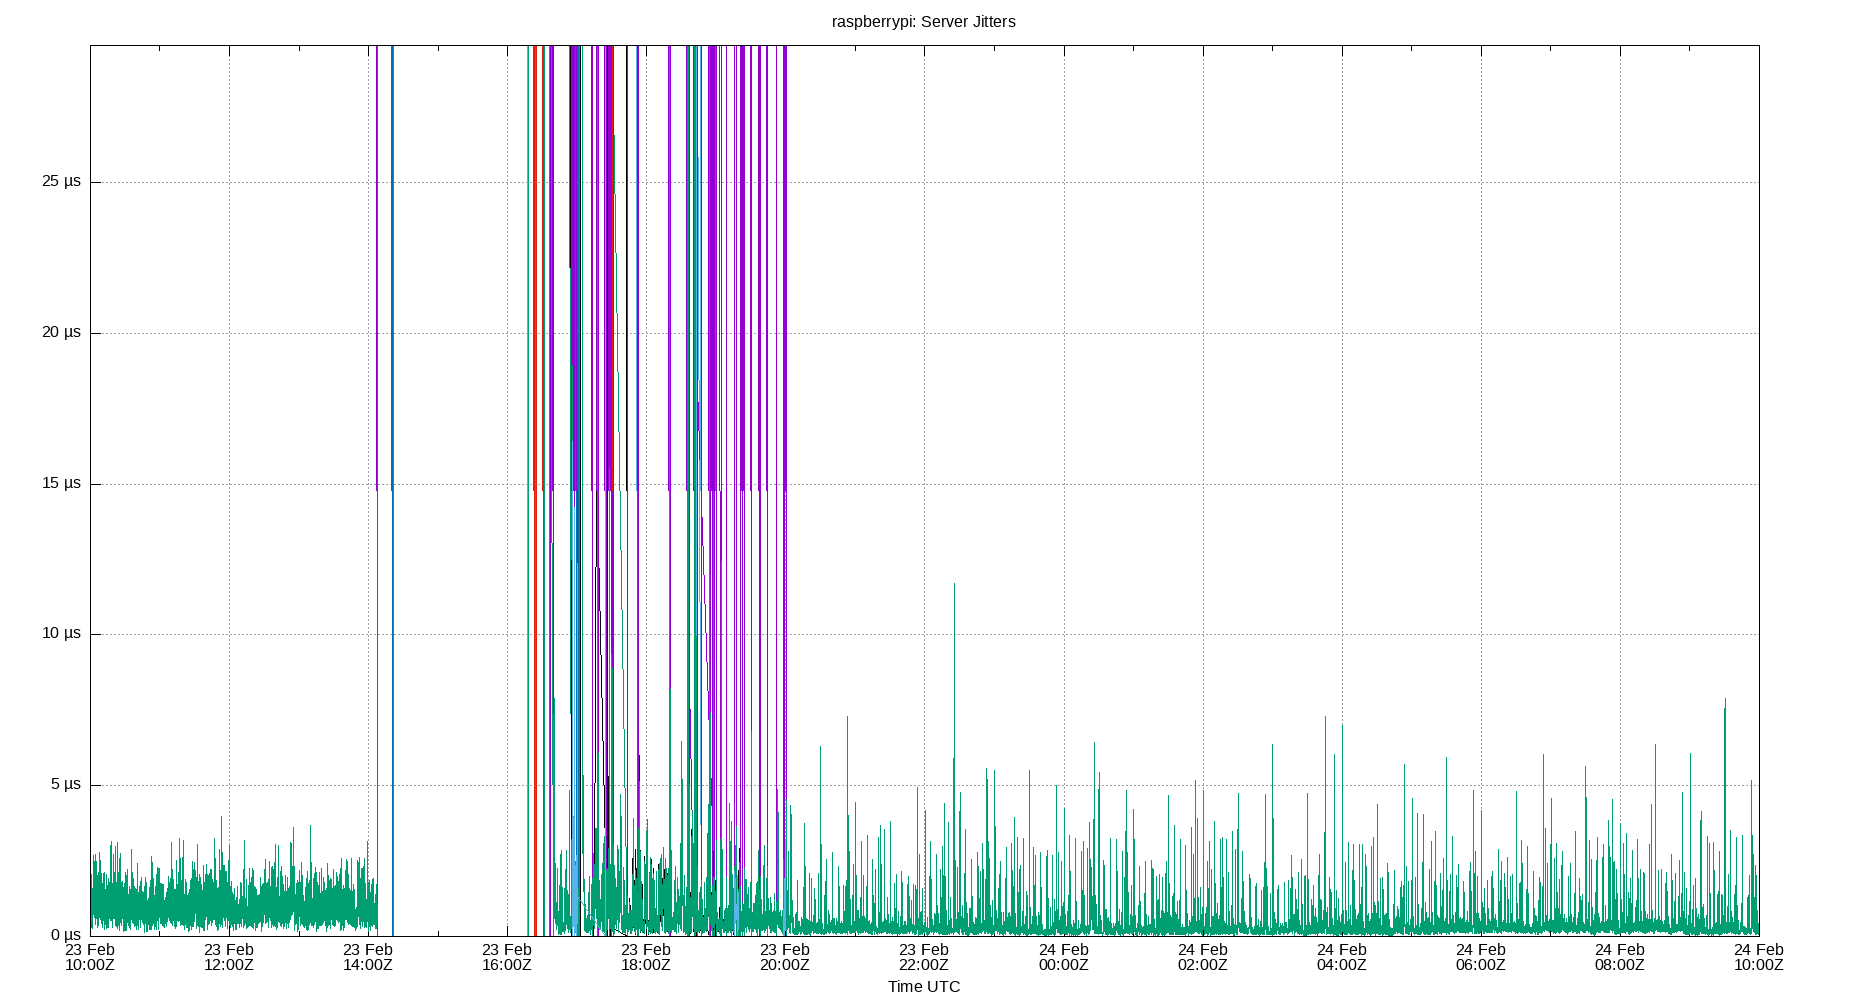 raspberrypi: Server Jitters
25 µs
20 µs
15 µs
10 µs
5 µs
0 µs
23 Feb 23 Feb 23 Feb 23 Feb 23 Feb 23 Feb 23 Feb 24 Feb 24 Feb 24 Feb 24 Feb 24 Feb 24 Feb
10:00Z 12:00Z 14:00Z 16:00Z 18:00Z 20:00Z 22:00Z 00:00Z 02:00Z 04:00Z 06:00Z 08:00Z 10:00Z
Time UTC